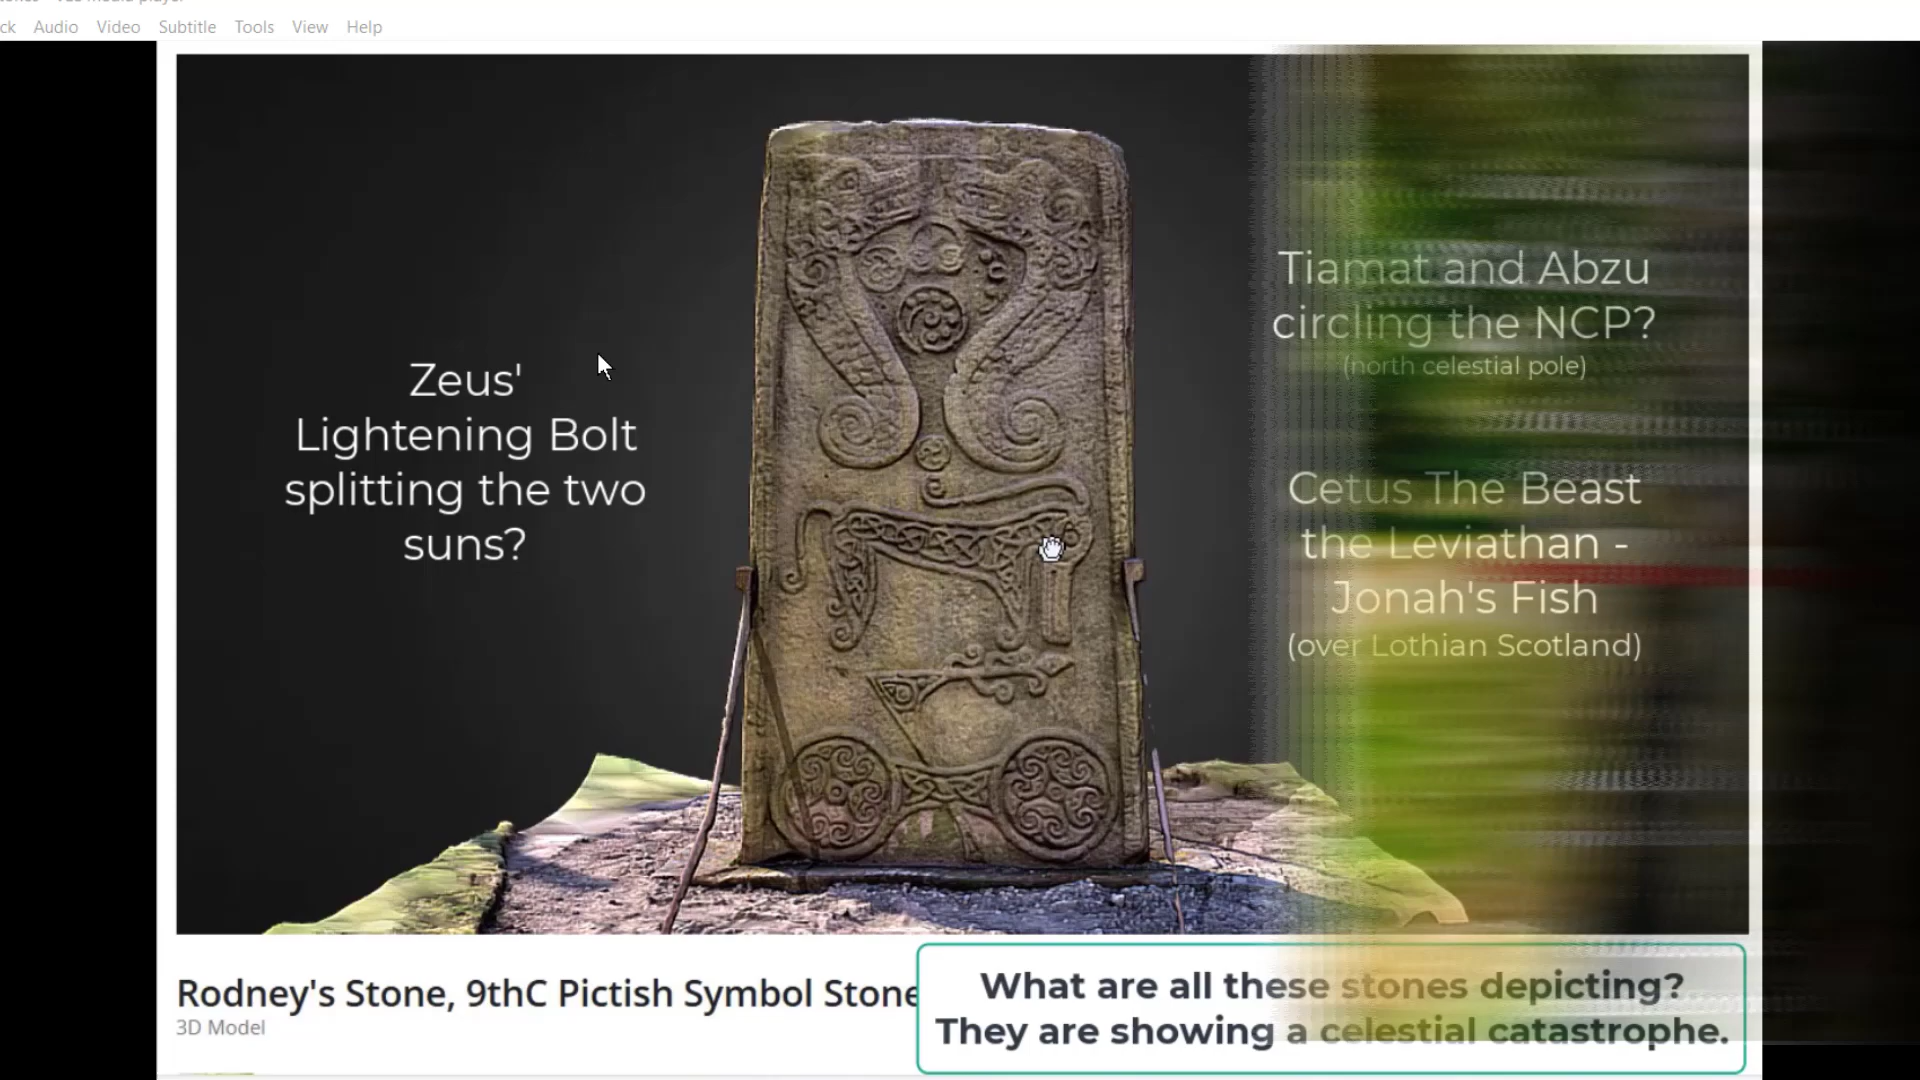 ck Audio Video Subtitle Tools View Help
Zeus'
Lightening Bolt
splitting the two
suns?
Tiamat and Abzu
circling the NCP?
(north celestial pole)
Cetus The Beast
the Leviathan -
Jonah's Fish
(over Lothian Scotland)
Rodney's Stone, 9thC Pictish Symbol Stone
3D Model
What are all these stones depicting?
They are showing a celestial catastrophe.